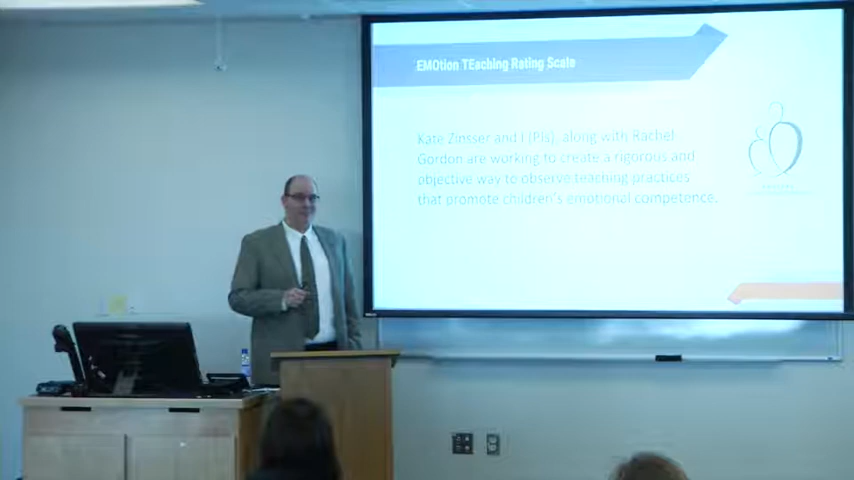 EMOtion TEaching Rating Scale
Kate Zinsser and I (PIs), along with Rachel
Gordon are working to create a rigorous and
objective way to observe teaching practices
that promote children's emotional competence.